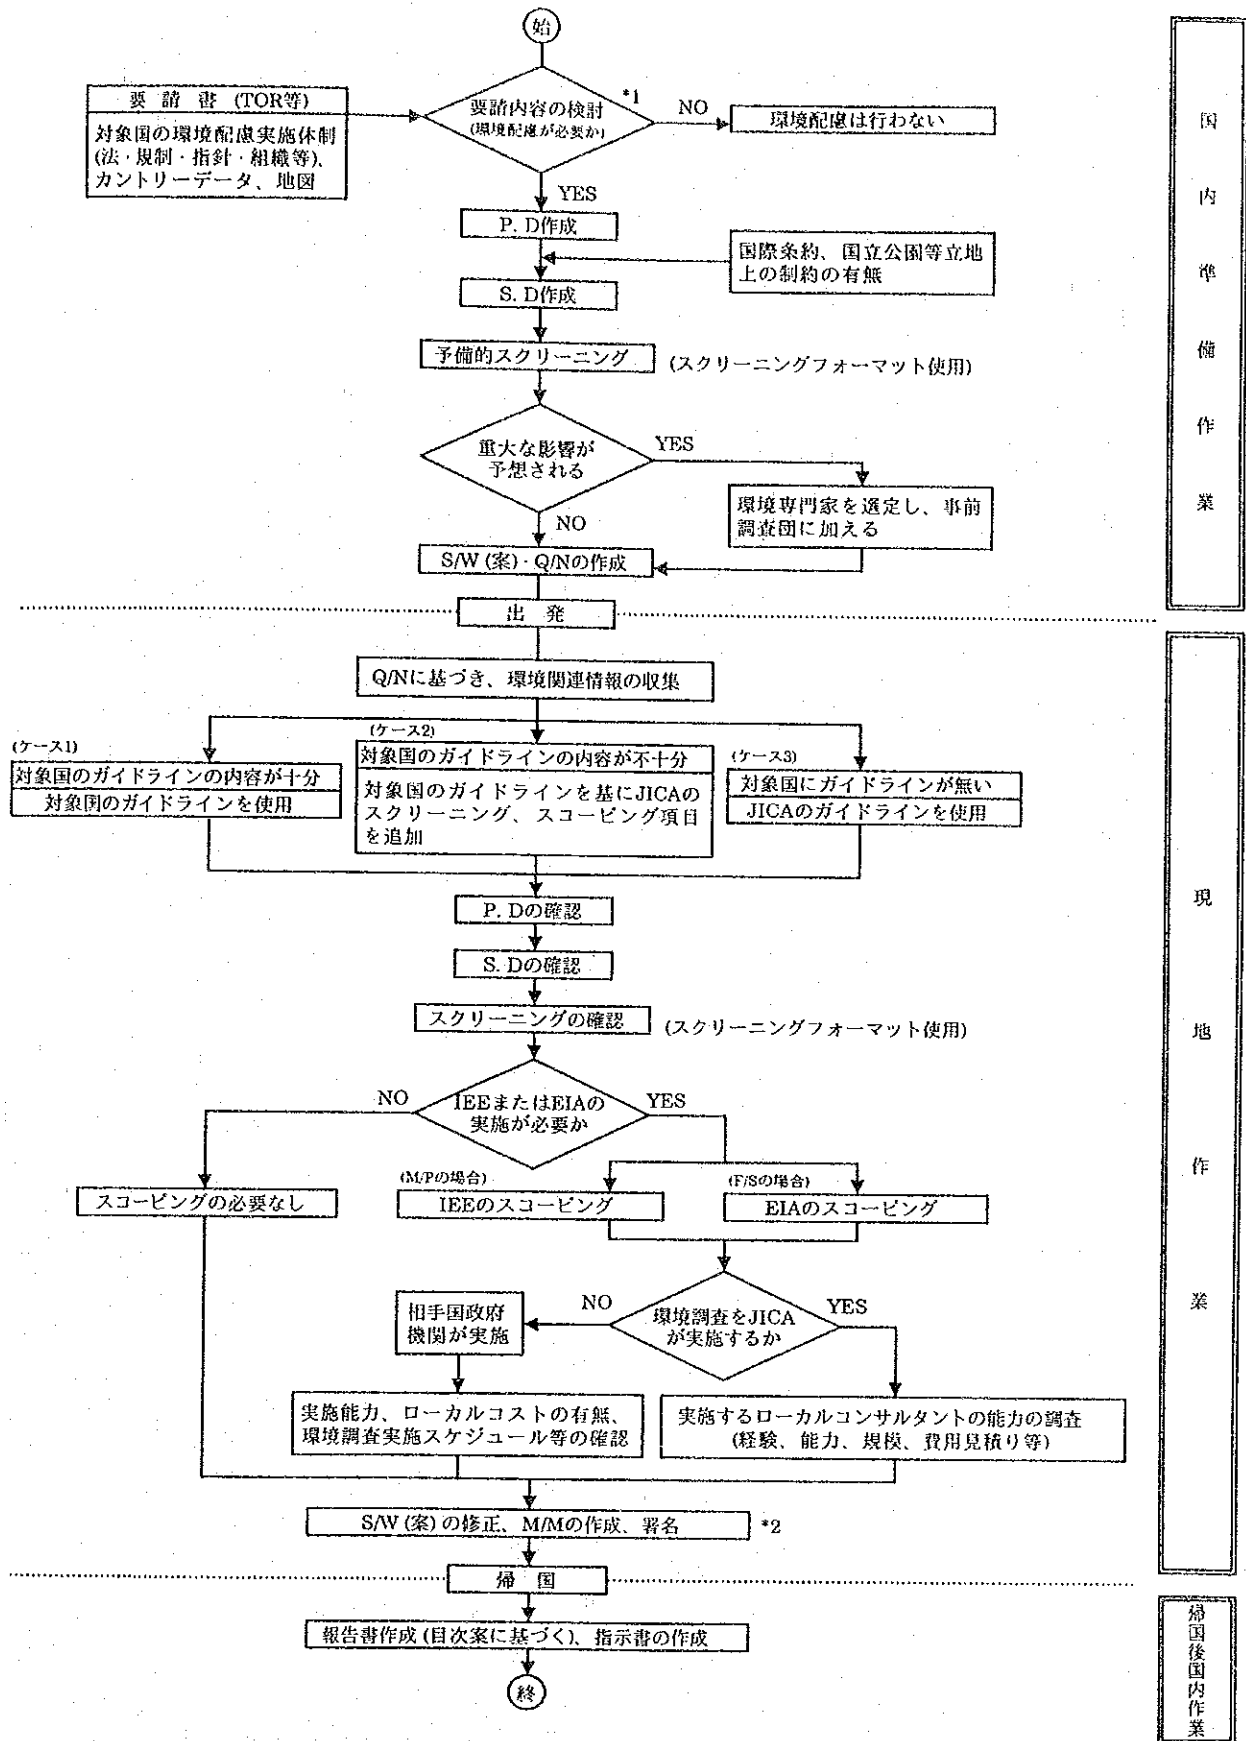 始
要 請 書 (TOR等)
対象国の環境配慮実施体制
(法・規制・指針・組織等)、
カントリーデータ、地図
要請内容の検討
(環境配慮が必要か)
*1
NO
環境配慮は行わない
YES
P. D作成
国際条約、国立公園等立地
上の制約の有無
S. D作成
予備的スクリーニング
(スクリーニングフォーマット使用)
重大な影響が
予想される
YES
環境専門家を選定し、事前
調査団に加える
NO
S/W (案)・Q/Nの作成
国内準備作業
出 発
Q/Nに基づき、環境関連情報の収集
(ケース1)
対象国のガイドラインの内容が十分
対象国のガイドラインを使用
(ケース2)
対象国のガイドラインの内容が不十分
対象国のガイドラインを基にJICAの
スクリーニング、スコーピング項目
を追加
(ケース3)
対象国にガイドラインが無い
JICAのガイドラインを使用
P. Dの確認
S. Dの確認
スクリーニングの確認
(スクリーニングフォーマット使用)
IEEまたはEIAの
実施が必要か
NO
YES
スコーピングの必要なし
(M/Pの場合)
IEEのスコーピング
(F/Sの場合)
EIAのスコーピング
環境調査をJICA
が実施するか
NO
YES
相手国政府
機関が実施
実施能力、ローカルコストの有無、
環境調査実施スケジュール等の確認
実施するローカルコンサルタントの能力の調査
(経験、能力、規模、費用見積り等)
S/W (案) の修正、M/Mの作成、署名
*2
現地作業
帰 国
報告書作成 (目次案に基づく)、指示書の作成
終
帰国後国内作業